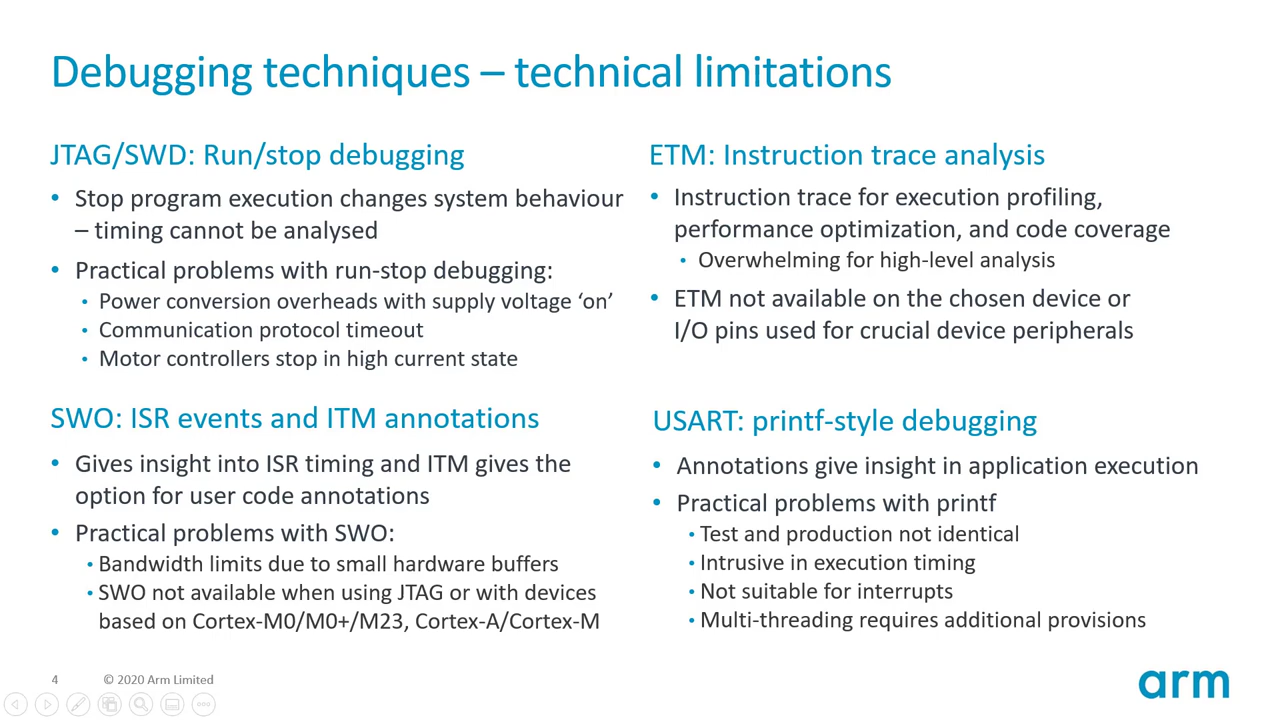 Debugging techniques – technical limitations
JTAG/SWD: Run/stop debugging
• Stop program execution changes system behaviour
– timing cannot be analysed
• Practical problems with run-stop debugging:
• Power conversion overheads with supply voltage ‘on’
• Communication protocol timeout
• Motor controllers stop in high current state
ETM: Instruction trace analysis
• Instruction trace for execution profiling,
performance optimization, and code coverage
• Overwhelming for high-level analysis
• ETM not available on the chosen device or
I/O pins used for crucial device peripherals
SWO: ISR events and ITM annotations
• Gives insight into ISR timing and ITM gives the
option for user code annotations
• Practical problems with SWO:
• Bandwidth limits due to small hardware buffers
• SWO not available when using JTAG or with devices
based on Cortex-M0/M0+/M23, Cortex-A/Cortex-M
USART: printf-style debugging
• Annotations give insight in application execution
• Practical problems with printf
• Test and production not identical
• Intrusive in execution timing
• Not suitable for interrupts
• Multi-threading requires additional provisions
4 © 2020 Arm Limited
arm